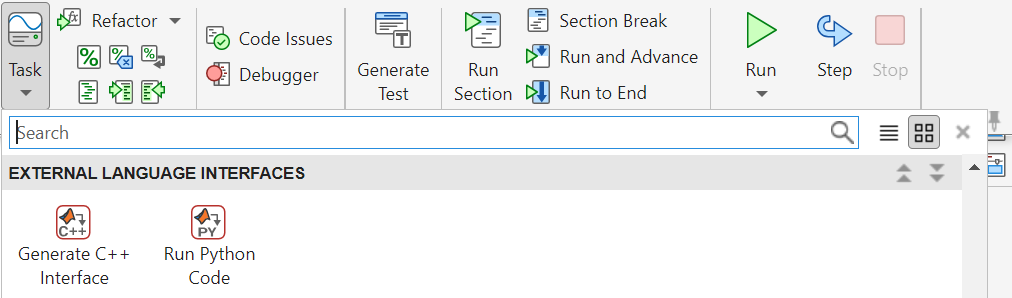 Refactor
Task
Code Issues
Debugger
Generate
Test
Run
Section
Section Break
Run and Advance
Run to End
Run
Step
Stop
Search
EXTERNAL LANGUAGE INTERFACES
C++
Generate C++
Interface
PY
Run Python
Code